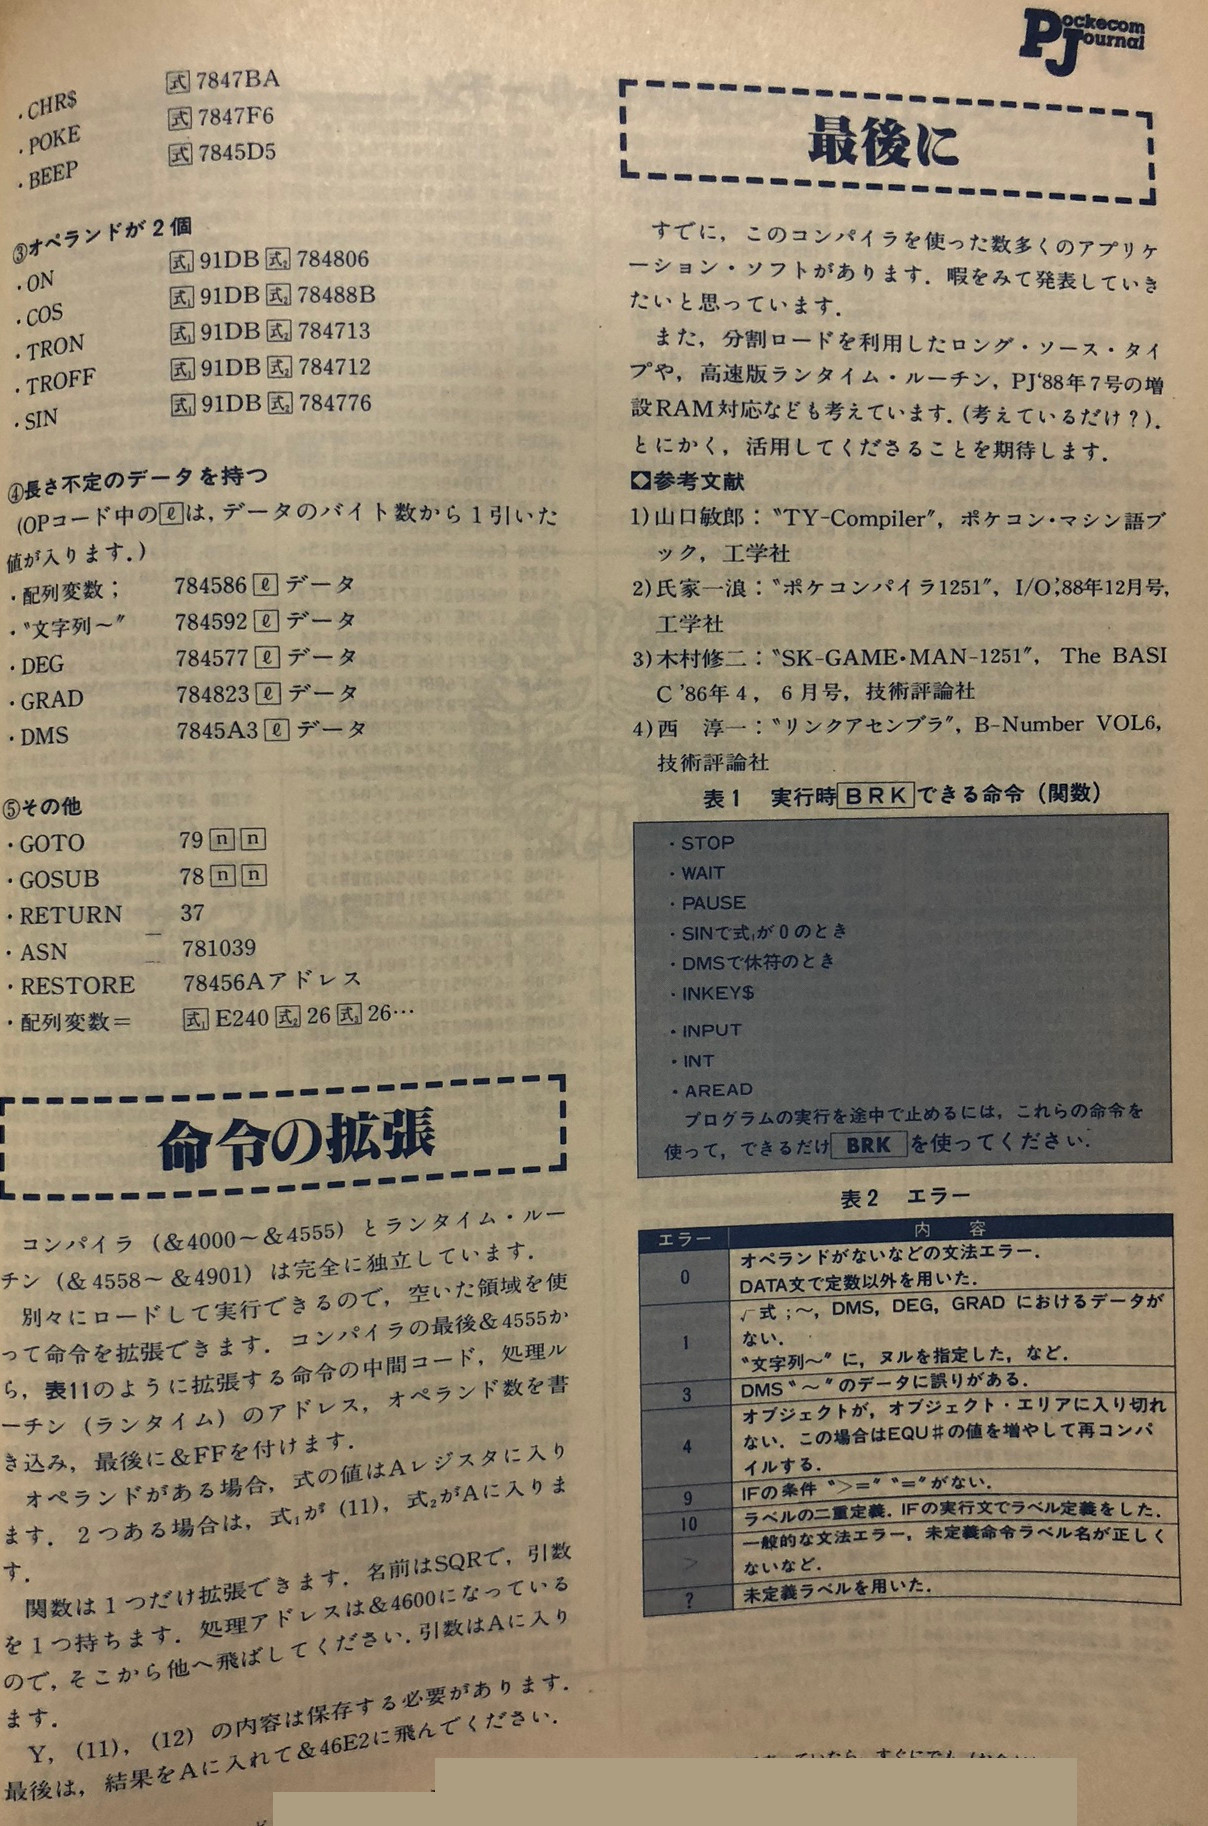 Pockecom Journal
・CHR$ 式 7847BA
・POKE 式 7847F6
・BEEP 式 7845D5
③オペランドが2個
・ON 式₁ 91DB 式₂ 784806
・COS 式₁ 91DB 式₂ 78488B
・TRON 式₁ 91DB 式₂ 784713
・TROFF 式₁ 91DB 式₂ 784712
・SIN 式₁ 91DB 式₂ 784776
④長さ不定のデータを持つ
(OPコード中のℓは,データのバイト数から1引いた
値が入ります.)
・配列変数; 784586 ℓ データ
・〝文字列～〞 784592 ℓ データ
・DEG 784577 ℓ データ
・GRAD 784823 ℓ データ
・DMS 7845A3 ℓ データ
⑤その他
・GOTO 79 n n
・GOSUB 78 n n
・RETURN 37
・ASN 781039
・RESTORE 78456Aアドレス
・配列変数＝ 式₁ E240 式₂ 26 式₃ 26…
命令の拡張
コンパイラ (&4000～&4555) とランタイム・ルー
チン (&4558～&4901) は完全に独立しています.
別々にロードして実行できるので, 空いた領域を使
って命令を拡張できます. コンパイラの最後&4555か
ら, 表11のように拡張する命令の中間コード, 処理ル
ーチン (ランタイム) のアドレス, オペランド数を書
き込み, 最後に&FFを付けます.
オペランドがある場合, 式の値はAレジスタに入り
ます. 2つある場合は, 式₁が (11), 式₂がAに入りま
す.
関数は1つだけ拡張できます. 名前はSQRで, 引数
を1つ持ちます. 処理アドレスは&4600になっている
ので, そこから他へ飛ばしてください. 引数はAに入り
ます.
Y, (11), (12) の内容は保存する必要があります.
最後は, 結果をAに入れて&46E2に飛んでください.
最後に
すでに, このコンパイラを使った数多くのアプリケ
ーション・ソフトがあります. 暇をみて発表していき
たいと思っています.
また, 分割ロードを利用したロング・ソース・タイ
プや, 高速版ランタイム・ルーチン, PJ'88年7号の増
設RAM対応なども考えています. (考えているだけ?).
とにかく, 活用してくださることを期待します.
◆参考文献
1)山口敏郎：〝TY-Compiler〞, ポケコン・マシン語ブ
ック, 工学社
2)氏家一浪：〝ポケコンパイラ1251〞, I/O,'88年12月号,
工学社
3)木村修二：〝SK-GAME・MAN-1251〞, The BASI
C '86年4, 6月号, 技術評論社
4)西　淳一：〝リンクアセンブラ〞, B-Number VOL6,
技術評論社
表1　実行時 BRK できる命令 (関数)
・STOP
・WAIT
・PAUSE
・SINで式₁が0のとき
・DMSで休符のとき
・INKEY$
・INPUT
・INT
・AREAD
プログラムの実行を途中で止めるには, これらの命令を
使って, できるだけ BRK を使ってください.
表2　エラー
エラー 内　容
0 オペランドがないなどの文法エラー.
DATA文で定数以外を用いた.
1 √式；～, DMS, DEG, GRAD におけるデータが
ない.
〝文字列～〞に, ヌルを指定した, など.
3 DMS〝～〞のデータに誤りがある.
4 オブジェクトが, オブジェクト・エリアに入り切れ
ない. この場合はEQU♯の値を増やして再コンパ
イルする.
9 IFの条件〝＞＝〞〝＝〞がない.
10 ラベルの二重定義. IFの実行文でラベル定義をした.
＞ 一般的な文法エラー, 未定義命令ラベル名が正しく
ないなど.
? 未定義ラベルを用いた.